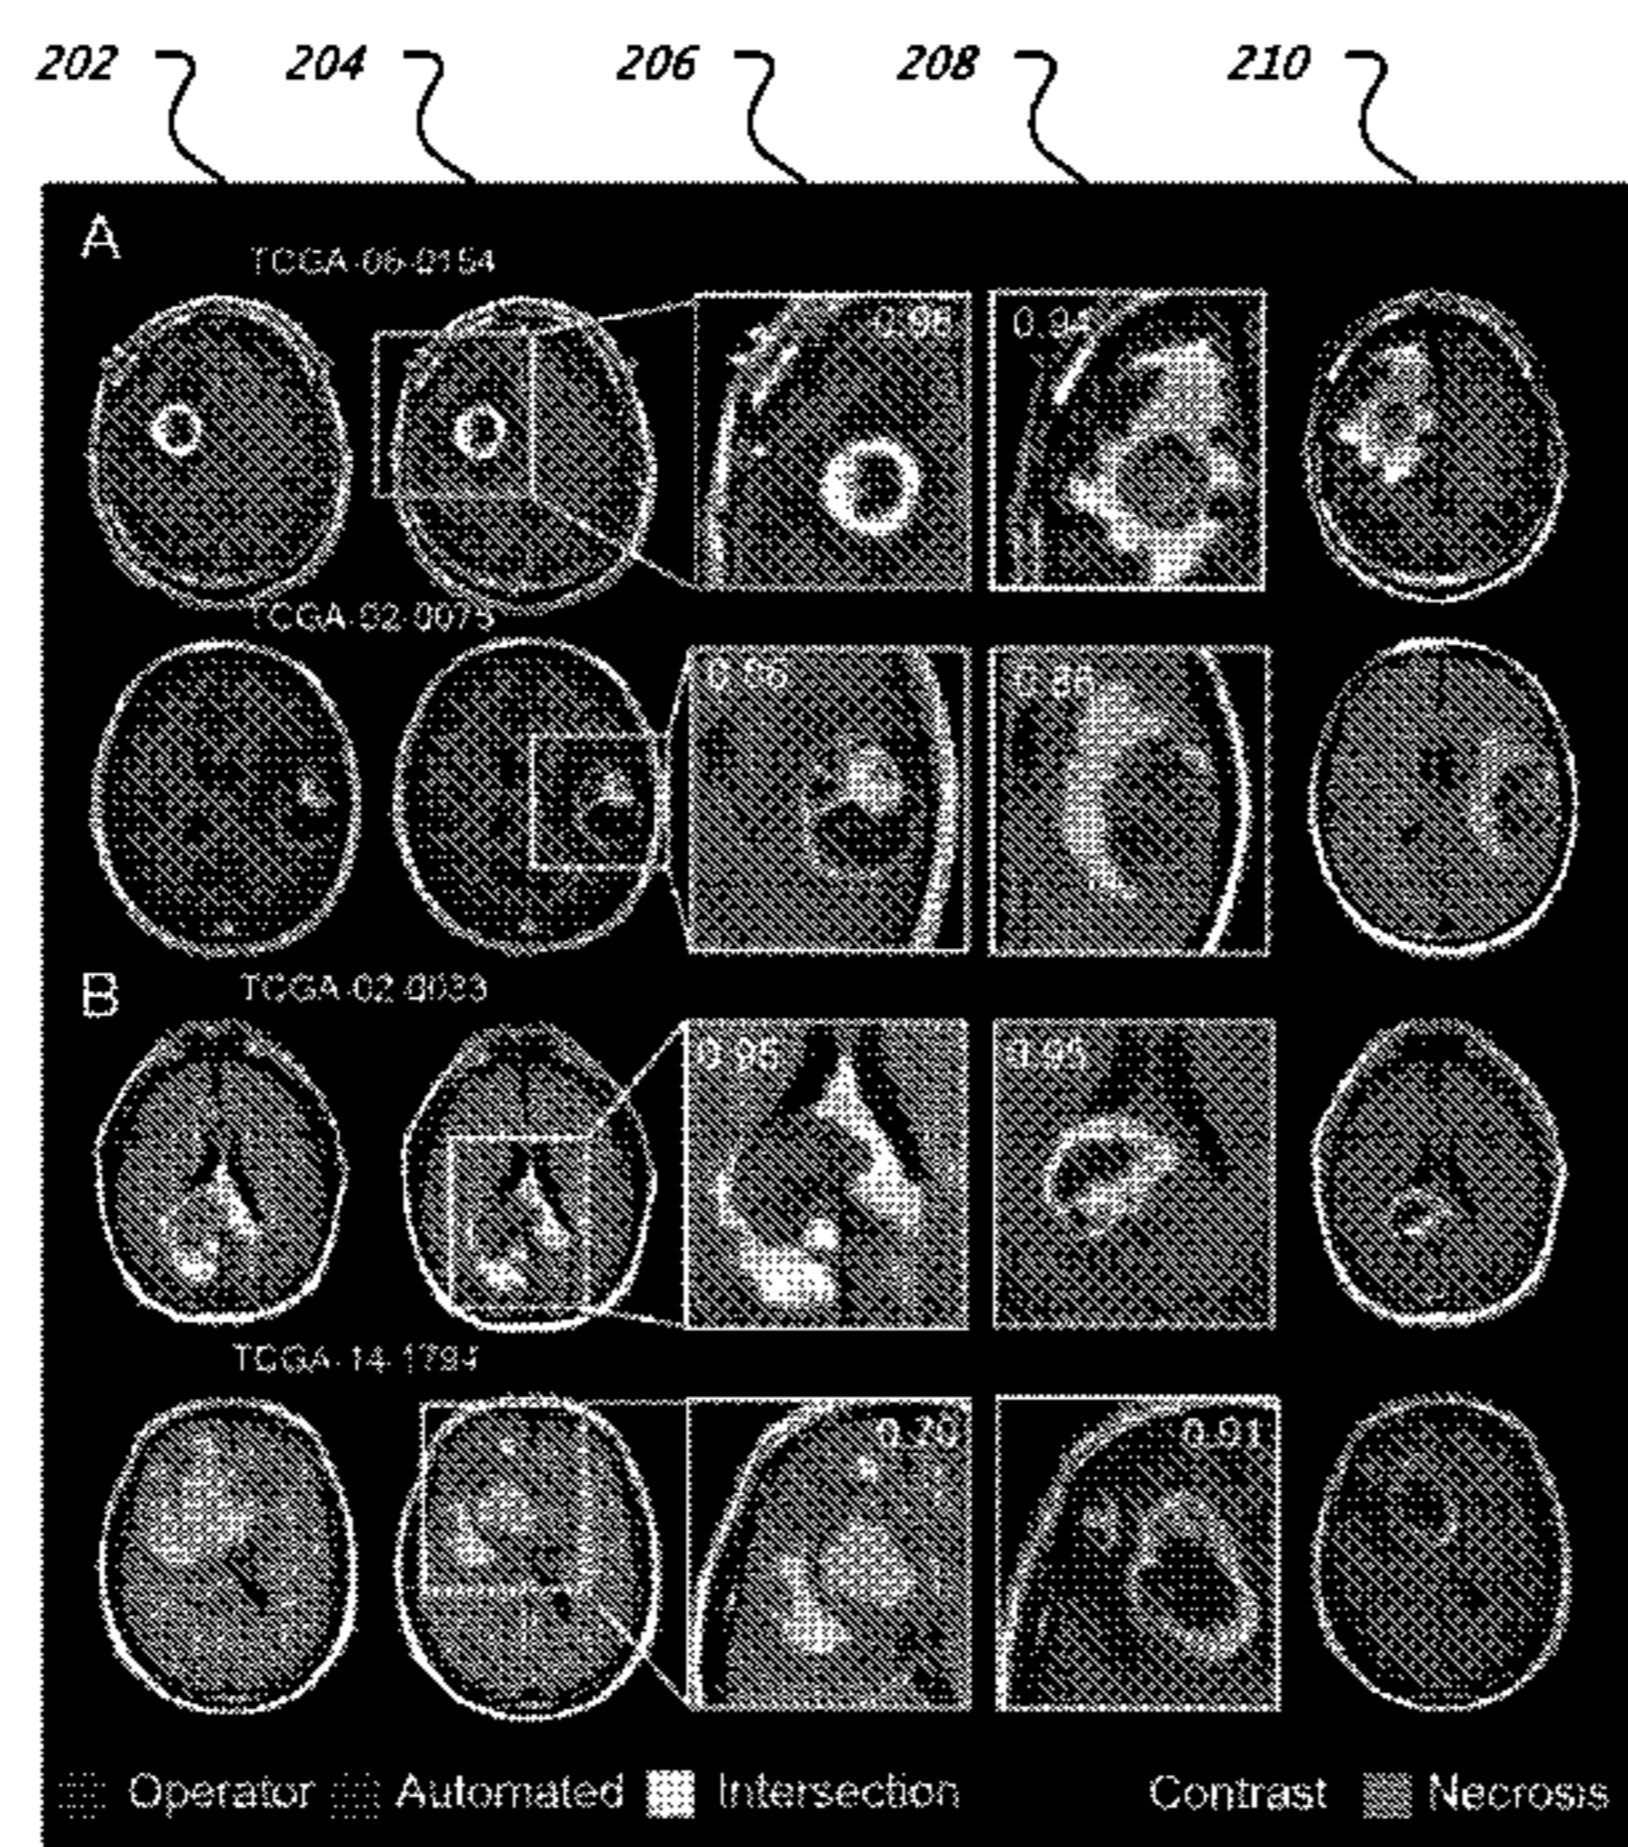 202 204 206 208 210
A
TCGA-06-0154
0.96 0.94
TCGA-02-0075
0.86 0.88
B
TCGA-02-0033
0.95 0.95
TCGA-14-1794
0.70 0.91
Operator Automated Intersection Contrast Necrosis